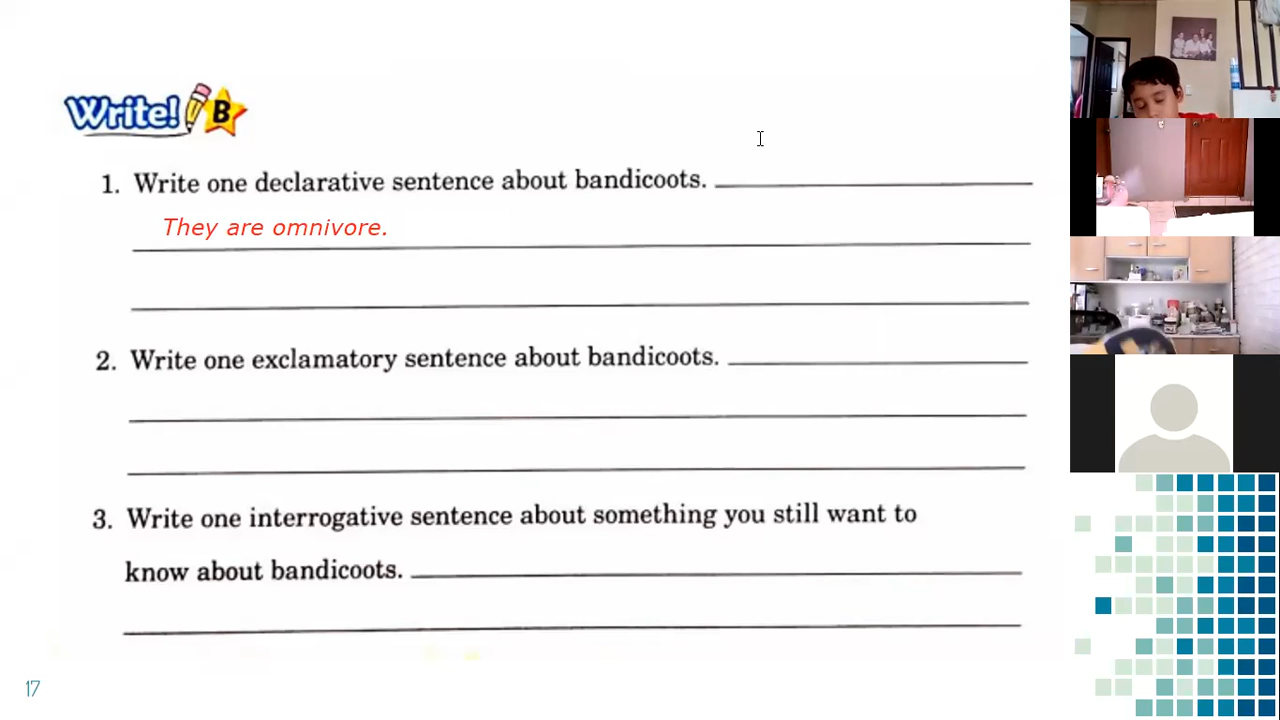 Write! B
1. Write one declarative sentence about bandicoots.
They are omnivore.
2. Write one exclamatory sentence about bandicoots.
3. Write one interrogative sentence about something you still want to
know about bandicoots.
17